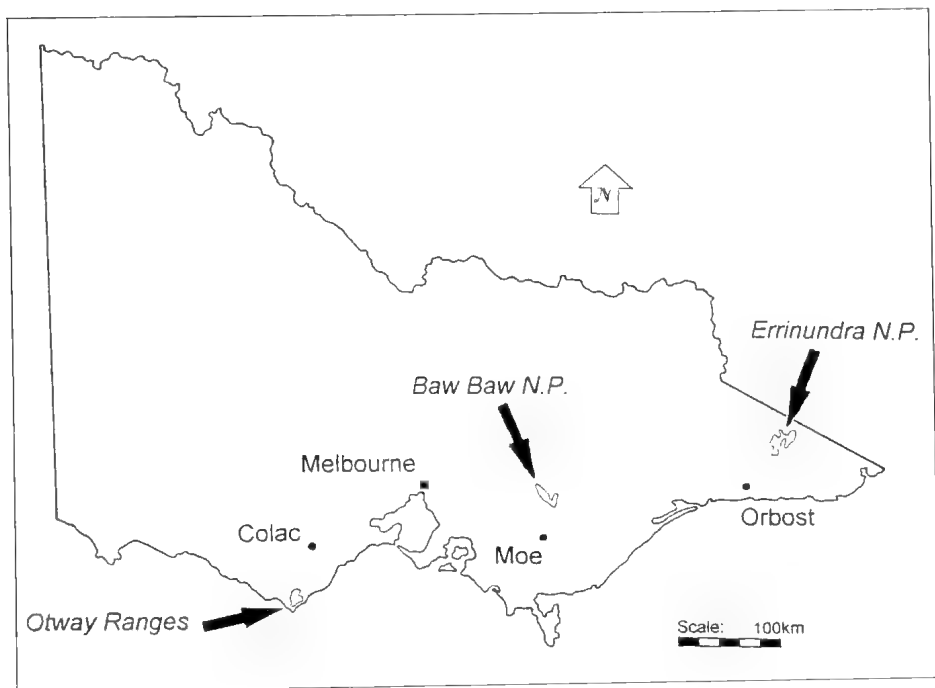 N
Errinundra N.P.
Baw Baw N.P.
Melbourne
Colac
Moe
Orbost
Otway Ranges
Scale: 100km